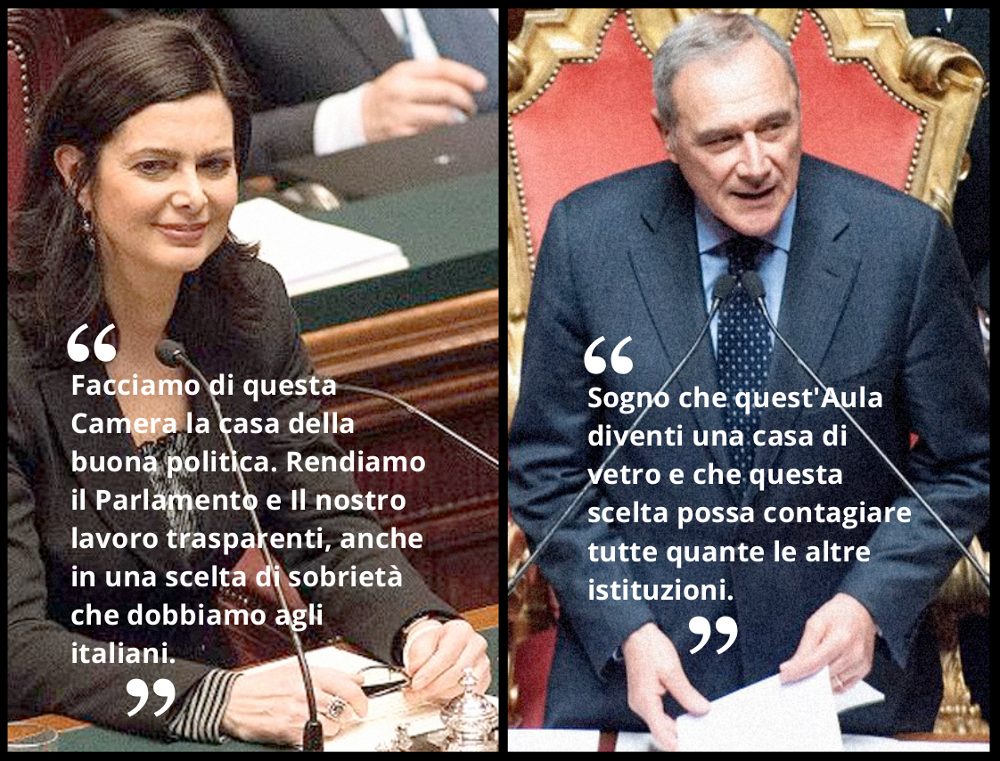 “
Facciamo di questa
Camera la casa della
buona politica. Rendiamo
il Parlamento e Il nostro
lavoro trasparenti, anche
in una scelta di sobrietà
che dobbiamo agli
italiani.
”
“
Sogno che quest'Aula
diventi una casa di
vetro e che questa
scelta possa contagiare
tutte quante le altre
istituzioni.
”